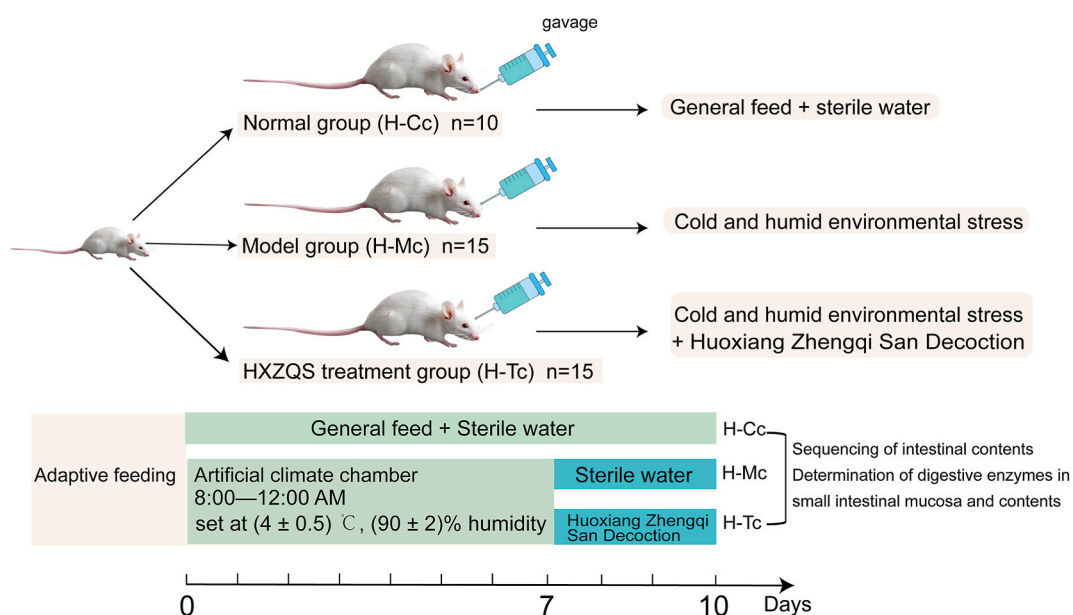 gavage
Normal group (H-Cc) n=10
General feed + sterile water
Model group (H-Mc) n=15
Cold and humid environmental stress
HXZQS treatment group (H-Tc) n=15
Cold and humid environmental stress
+ Huoxiang Zhengqi San Decoction
Adaptive feeding
General feed + Sterile water
H-Cc
Artificial climate chamber
8:00—12:00 AM
set at (4 ± 0.5) ℃, (90 ± 2)% humidity
Sterile water
H-Mc
Huoxiang Zhengqi
San Decoction
H-Tc
Sequencing of intestinal contents
Determination of digestive enzymes in
small intestinal mucosa and contents
0
7
10
Days